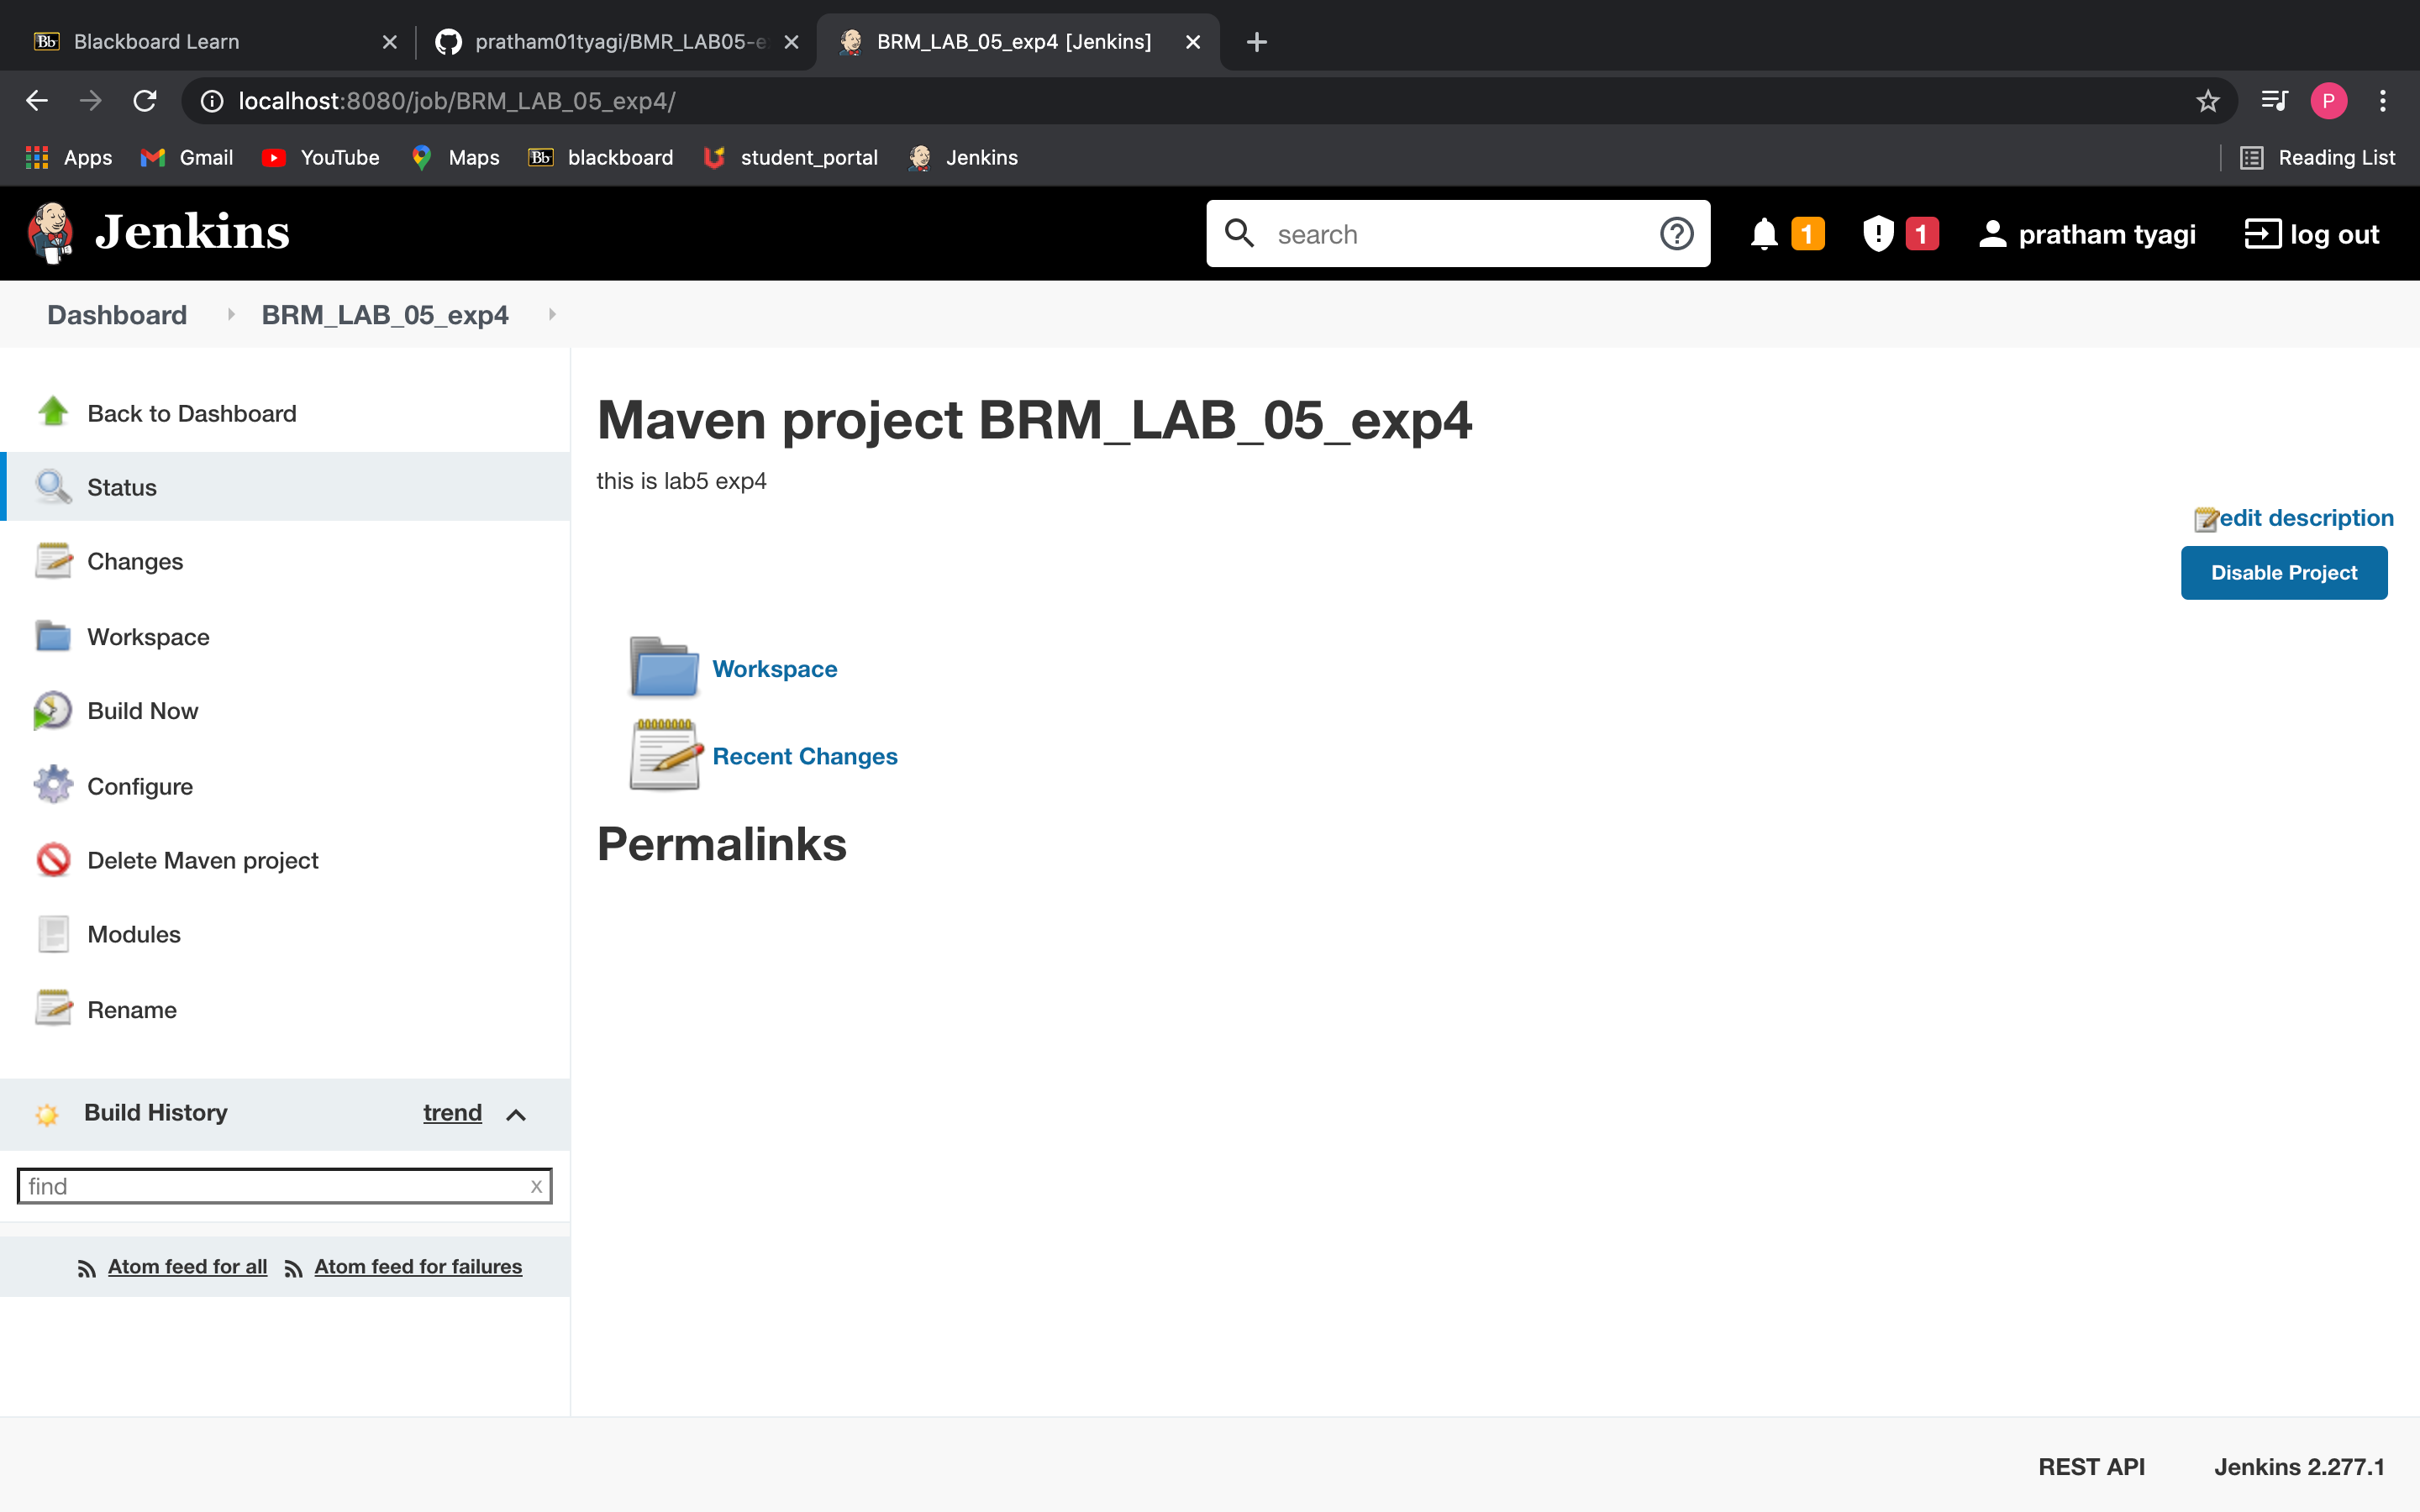 Bb Blackboard Learn
pratham01tyagi/BMR_LAB05-e
BRM_LAB_05_exp4 [Jenkins]
localhost:8080/job/BRM_LAB_05_exp4/
P
Apps Gmail YouTube Maps Bb blackboard student_portal Jenkins Reading List
Jenkins search 1 1 pratham tyagi log out
Dashboard BRM_LAB_05_exp4
Back to Dashboard
Status
Changes
Workspace
Build Now
Configure
Delete Maven project
Modules
Rename
Build History trend
find x
Atom feed for all Atom feed for failures
Maven project BRM_LAB_05_exp4
this is lab5 exp4
edit description
Disable Project
Workspace
Recent Changes
Permalinks
REST API Jenkins 2.277.1